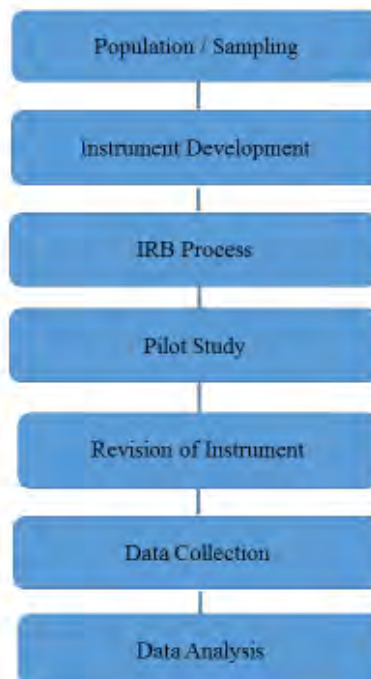 Population / Sampling
Instrument Development
IRB Process
Pilot Study
Revision of Instrument
Data Collection
Data Analysis